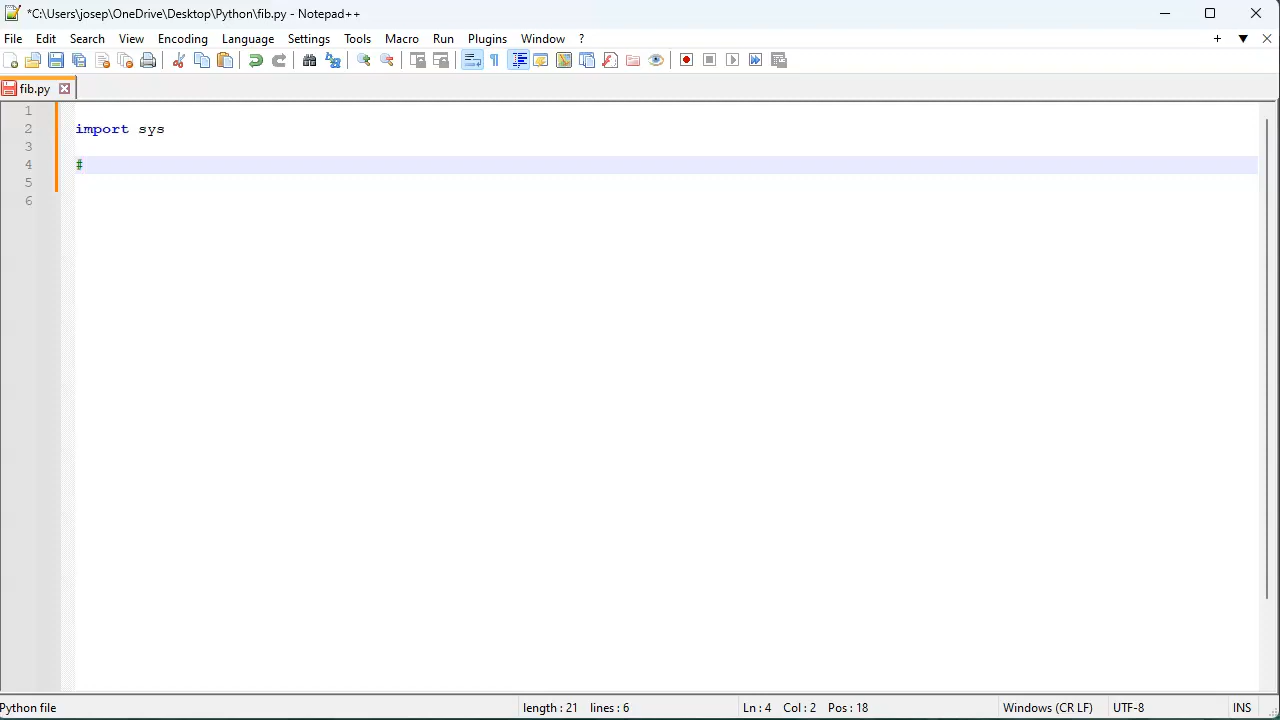 *C:\Users\josep\OneDrive\Desktop\Python\fib.py - Notepad++
File Edit Search View Encoding Language Settings Tools Macro Run Plugins Window ?
fib.py
1
2 import sys
3
4 #
5
6
Python file length : 21 lines : 6 Ln : 4 Col : 2 Pos : 18 Windows (CR LF) UTF-8 INS